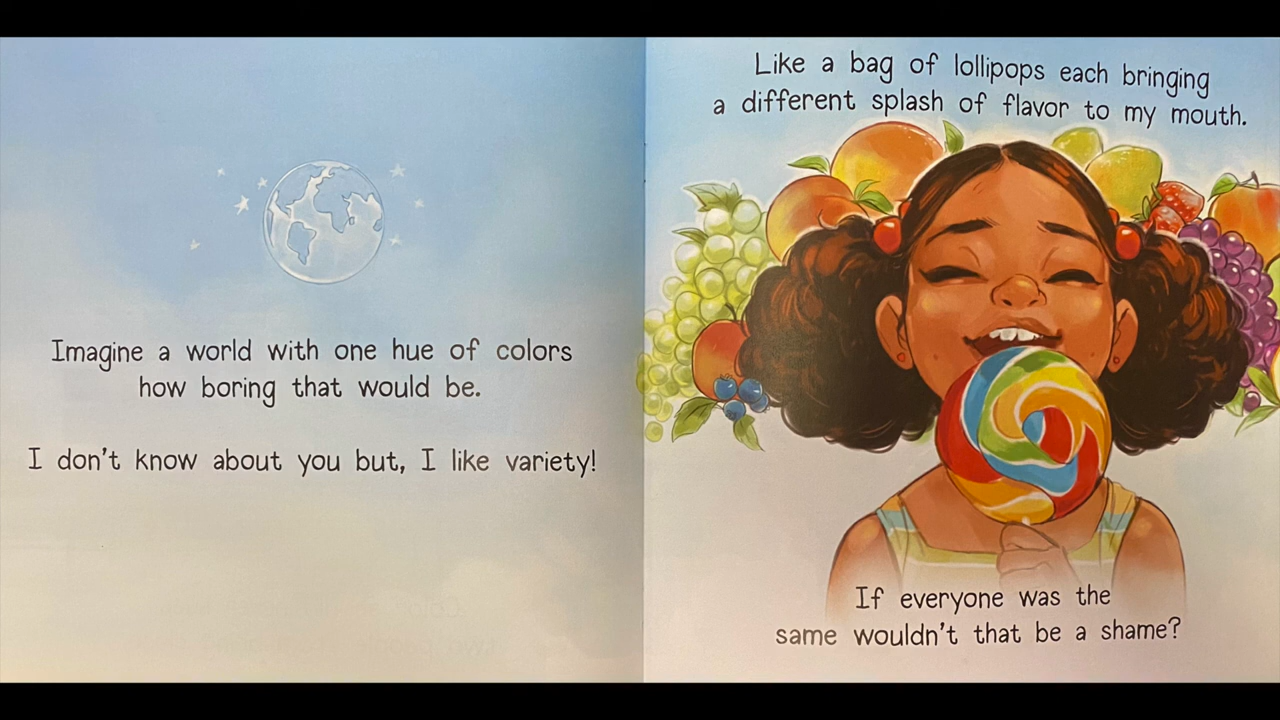 Imagine a world with one hue of colors
how boring that would be.
I don't know about you but, I like variety!
Like a bag of lollipops each bringing
a different splash of flavor to my mouth.
If everyone was the
same wouldn't that be a shame?